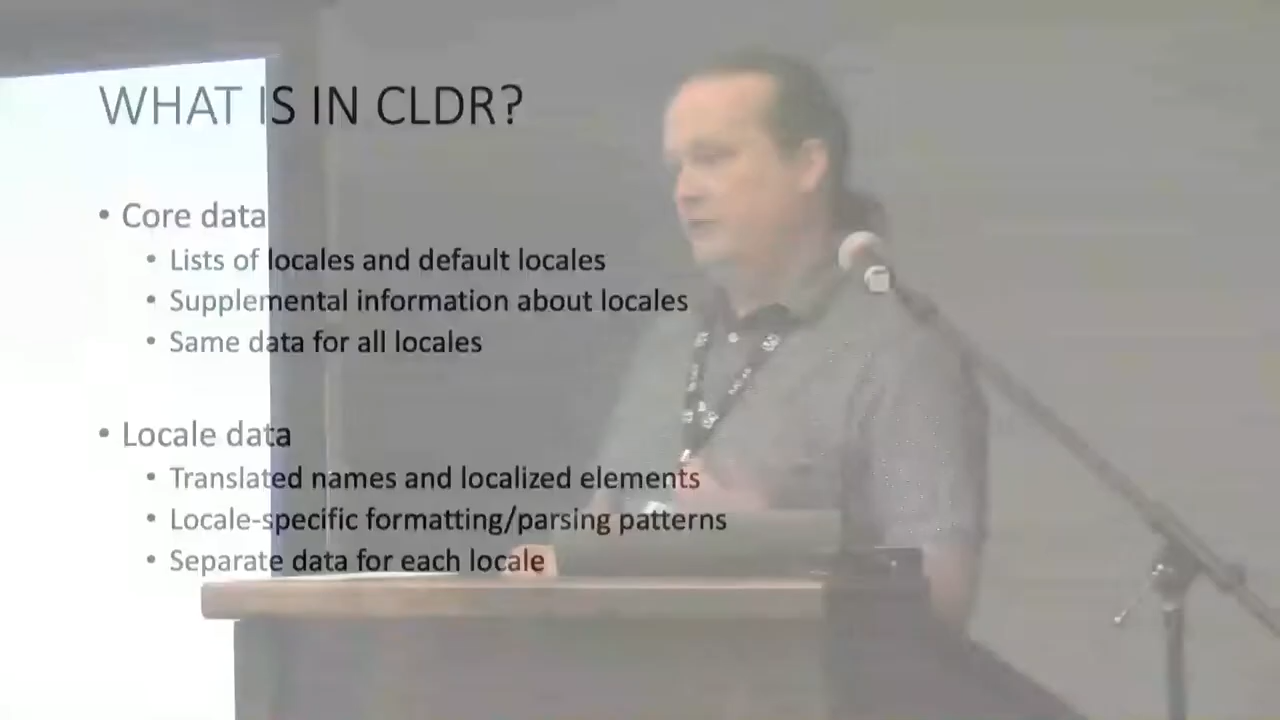 WHAT IS IN CLDR?
• Core data
• Lists of locales and default locales
• Supplemental information about locales
• Same data for all locales
• Locale data
• Translated names and localized elements
• Locale-specific formatting/parsing patterns
• Separate data for each locale